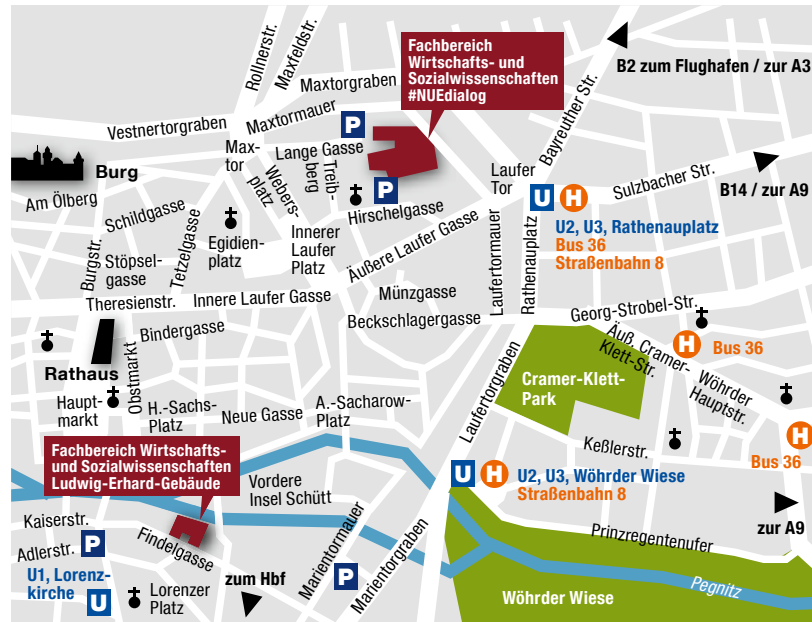 Rollnerstr.
Maxfeldstr.
Fachbereich
Wirtschafts- und
Sozialwissenschaften
#NUEdialog
B2 zum Flughafen / zur A3
Maxtorgraben
Bayreuther Str.
Vestnertorgraben
Maxtormauer
P
Max-
tor
Lange Gasse
Treib-
berg
Webers-
platz
Burg
Laufer
Tor
Sulzbacher Str.
B14 / zur A9
Am Ölberg
Schildgasse
P
Hirschelgasse
U
H
U2, U3, Rathenauplatz
Bus 36
Straßenbahn 8
Burgstr.
Stöpsel-
gasse
Tetzelgasse
Egidien-
platz
Innerer
Laufer
Platz
Äußere Laufer Gasse
Laufertormauer
Rathenauplatz
Theresienstr.
Innere Laufer Gasse
Münzgasse
Beckschlagergasse
Georg-Strobel-Str.
Bindergasse
Äuß. Cramer-
Klett-Str.
H
Bus 36
Rathaus
Obstmarkt
Cramer-Klett-
Park
Wöhrder
Hauptstr.
Haupt-
markt
H.-Sachs-
Platz
Neue Gasse
A.-Sacharow-
Platz
Laufertorgraben
Keßlerstr.
H
Bus 36
Fachbereich Wirtschafts-
und Sozialwissenschaften
Ludwig-Erhard-Gebäude
Vordere
Insel Schütt
U
H
U2, U3, Wöhrder Wiese
Straßenbahn 8
Kaiserstr.
Adlerstr.
P
Findelgasse
Marientormauer
Marientorgraben
Prinzregentenufer
zur A9
U1, Lorenz-
kirche
U
Lorenzer
Platz
zum Hbf
P
Wöhrder Wiese
Pegnitz